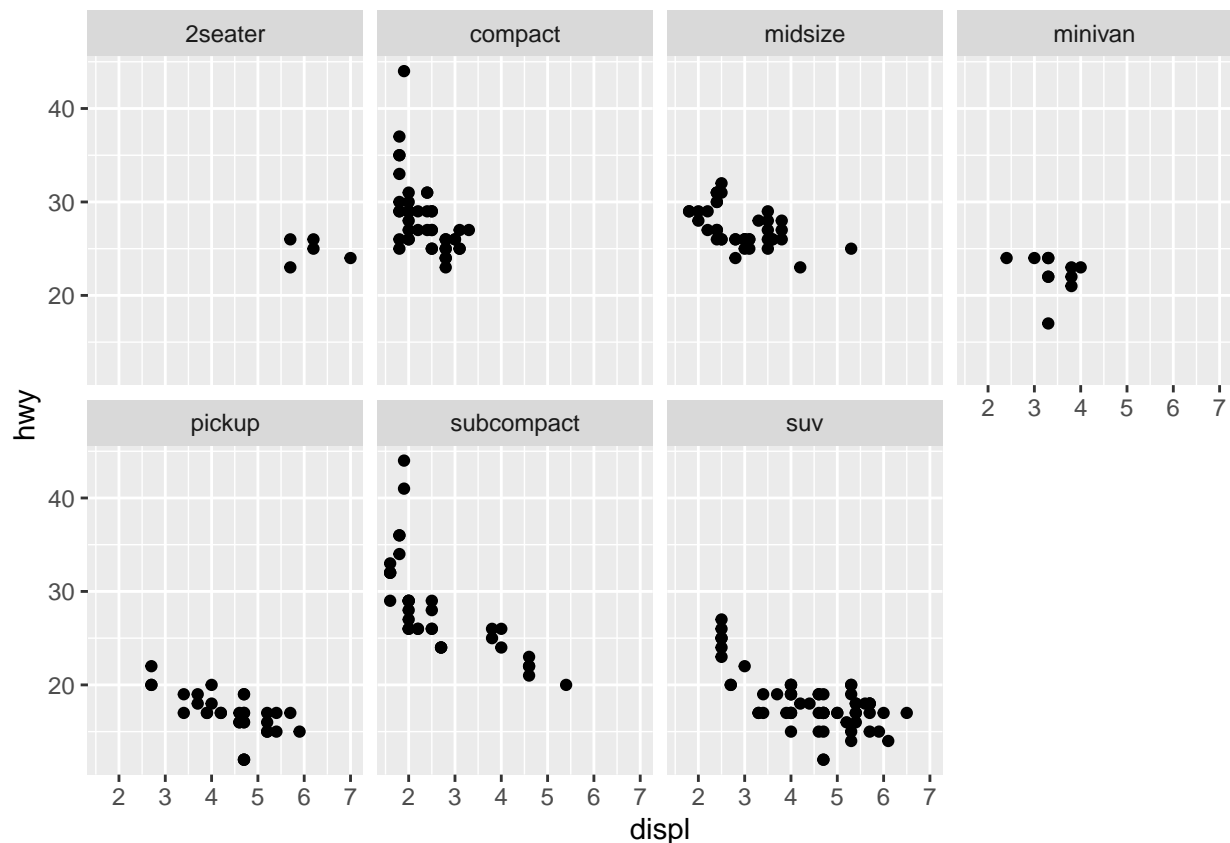 2seater compact midsize minivan
40
30
20
2 3 4 5 6 7
hwy
pickup subcompact suv
40
30
20
2 3 4 5 6 7 2 3 4 5 6 7 2 3 4 5 6 7
displ